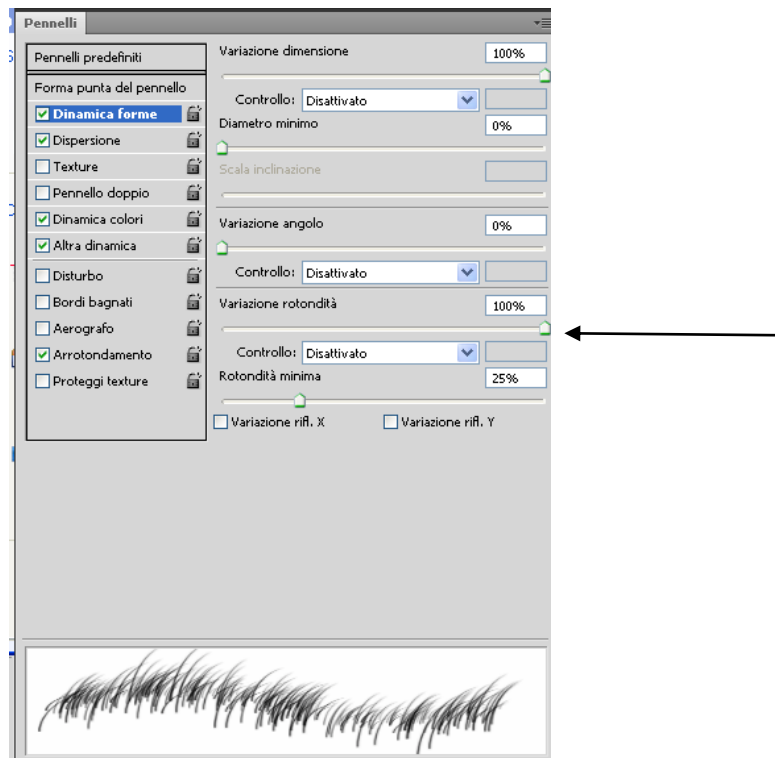 Pennelli
Pennelli predefiniti
Forma punta del pennello
Dinamica forme
Dispersione
Texture
Pennello doppio
Dinamica colori
Altra dinamica
Disturbo
Bordi bagnati
Aerografo
Arrotondamento
Proteggi texture
Variazione dimensione 100%
Controllo: Disattivato
Diametro minimo 0%
Scala inclinazione
Variazione angolo 0%
Controllo: Disattivato
Variazione rotondità 100%
Controllo: Disattivato
Rotondità minima 25%
Variazione rifl. X Variazione rifl. Y